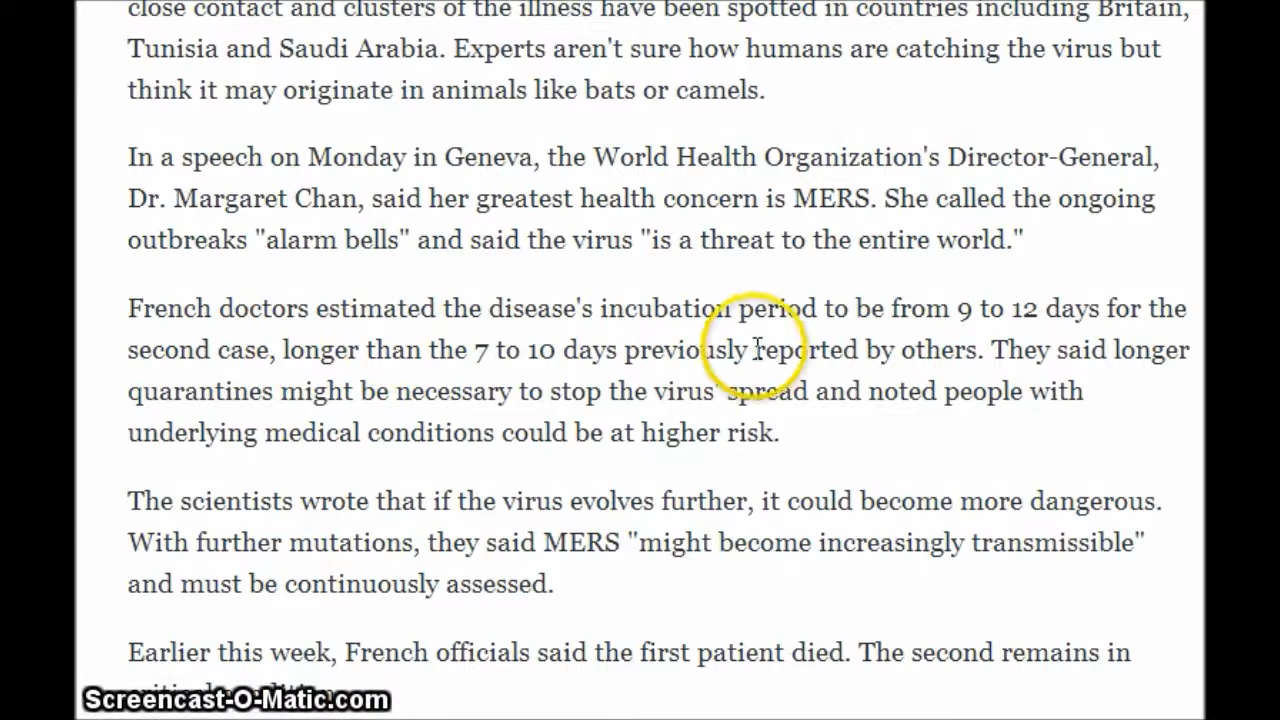 close contact and clusters of the illness have been spotted in countries including Britain,
Tunisia and Saudi Arabia. Experts aren't sure how humans are catching the virus but
think it may originate in animals like bats or camels.
In a speech on Monday in Geneva, the World Health Organization's Director-General,
Dr. Margaret Chan, said her greatest health concern is MERS. She called the ongoing
outbreaks "alarm bells" and said the virus "is a threat to the entire world."
French doctors estimated the disease's incubation period to be from 9 to 12 days for the
second case, longer than the 7 to 10 days previously reported by others. They said longer
quarantines might be necessary to stop the virus' spread and noted people with
underlying medical conditions could be at higher risk.
The scientists wrote that if the virus evolves further, it could become more dangerous.
With further mutations, they said MERS "might become increasingly transmissible"
and must be continuously assessed.
Earlier this week, French officials said the first patient died. The second remains in
Screencast-O-Matic.com